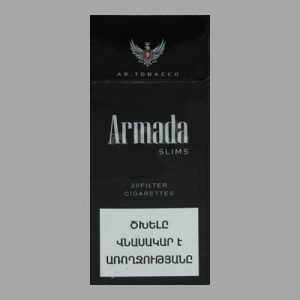 AR TOBACCO
Armada
SLIMS
20 FILTER
CIGARETTES
ԾԽԵԼԸ
ՎՆԱՍԱԿԱՐ Է
ԱՌՈՂՋՈՒԹՅԱՆԸ